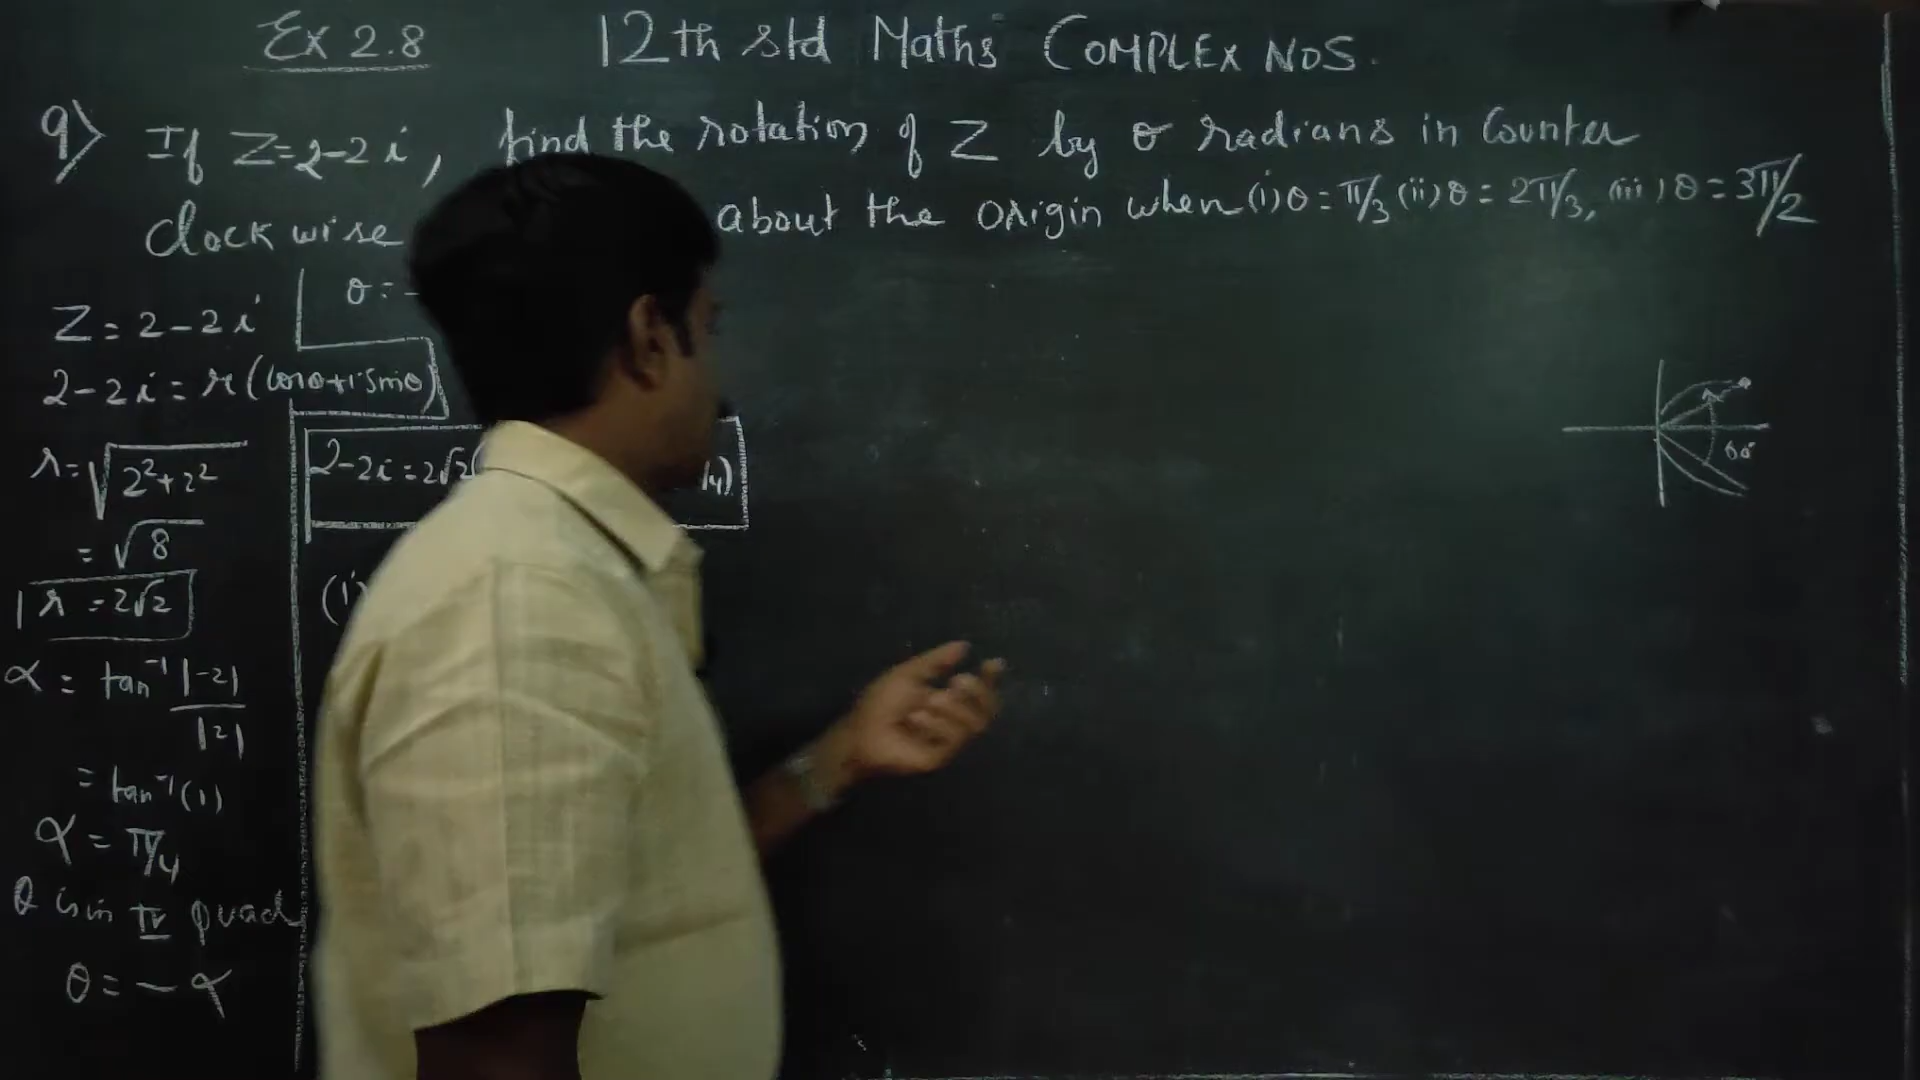 Ex 2.8 12th std Maths COMPLEX NOS.
9) If Z=2-2i, find the rotation of Z by θ radians in Counter
Clockwise about the origin when (i) θ = π/3 (ii) θ = 2π/3, (iii) θ = 3π/2
Z = 2-2i
2-2i = r(cosθ+i sinθ)
r = √2²+2²
= √8
r = 2√2
α = tan⁻¹ |-2|
|2|
= tan⁻¹(1)
α = π/4
θ is in IV quad
θ = -α
θ = -
2-2i = 2√2
/4)
(i)
60°